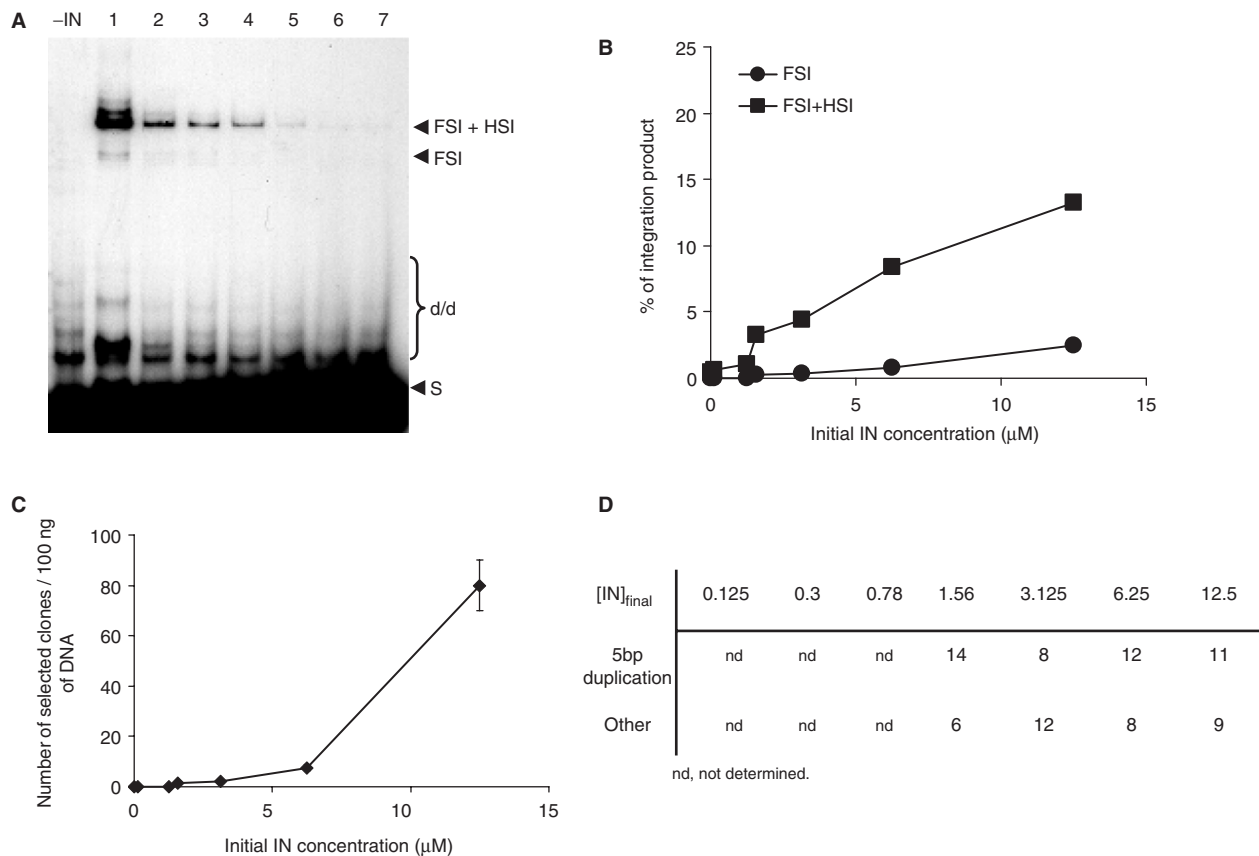 A
−IN 1 2 3 4 5 6 7
FSI + HSI
FSI
d/d
S
B
FSI
FSI+HSI
% of integration product
25
20
15
10
5
0
0 5 10 15
Initial IN concentration (μM)
C
Number of selected clones / 100 ng
of DNA
100
80
60
40
20
0
0 5 10 15
Initial IN concentration (μM)
D
[IN]final 0.125 0.3 0.78 1.56 3.125 6.25 12.5
5bp
duplication nd nd nd 14 8 12 11
Other nd nd nd 6 12 8 9
nd, not determined.